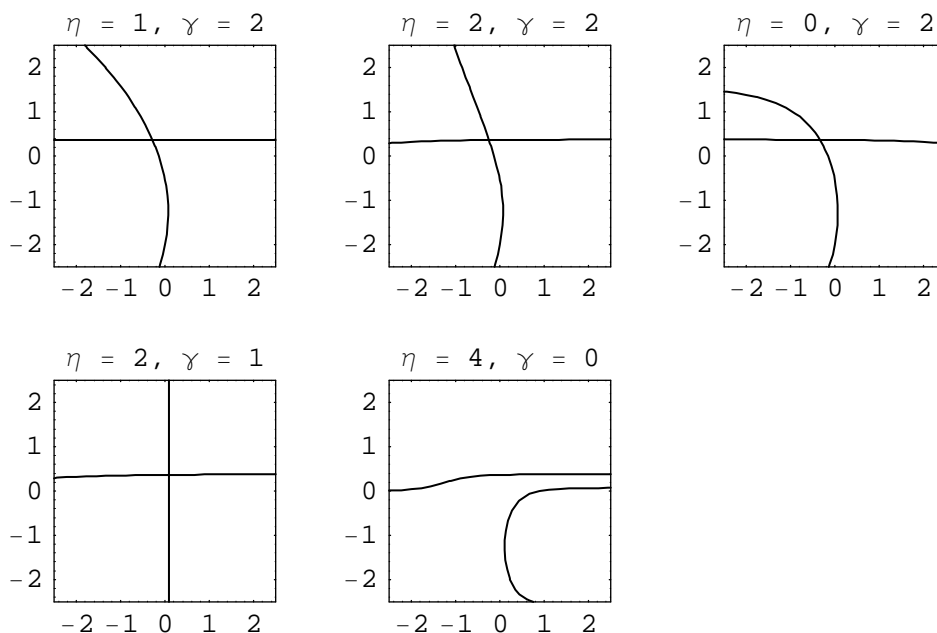 η = 1, γ = 2
η = 2, γ = 2
η = 0, γ = 2
2
1
0
-1
-2
-2 -1 0 1 2
2
1
0
-1
-2
-2 -1 0 1 2
2
1
0
-1
-2
-2 -1 0 1 2
η = 2, γ = 1
η = 4, γ = 0
2
1
0
-1
-2
-2 -1 0 1 2
2
1
0
-1
-2
-2 -1 0 1 2